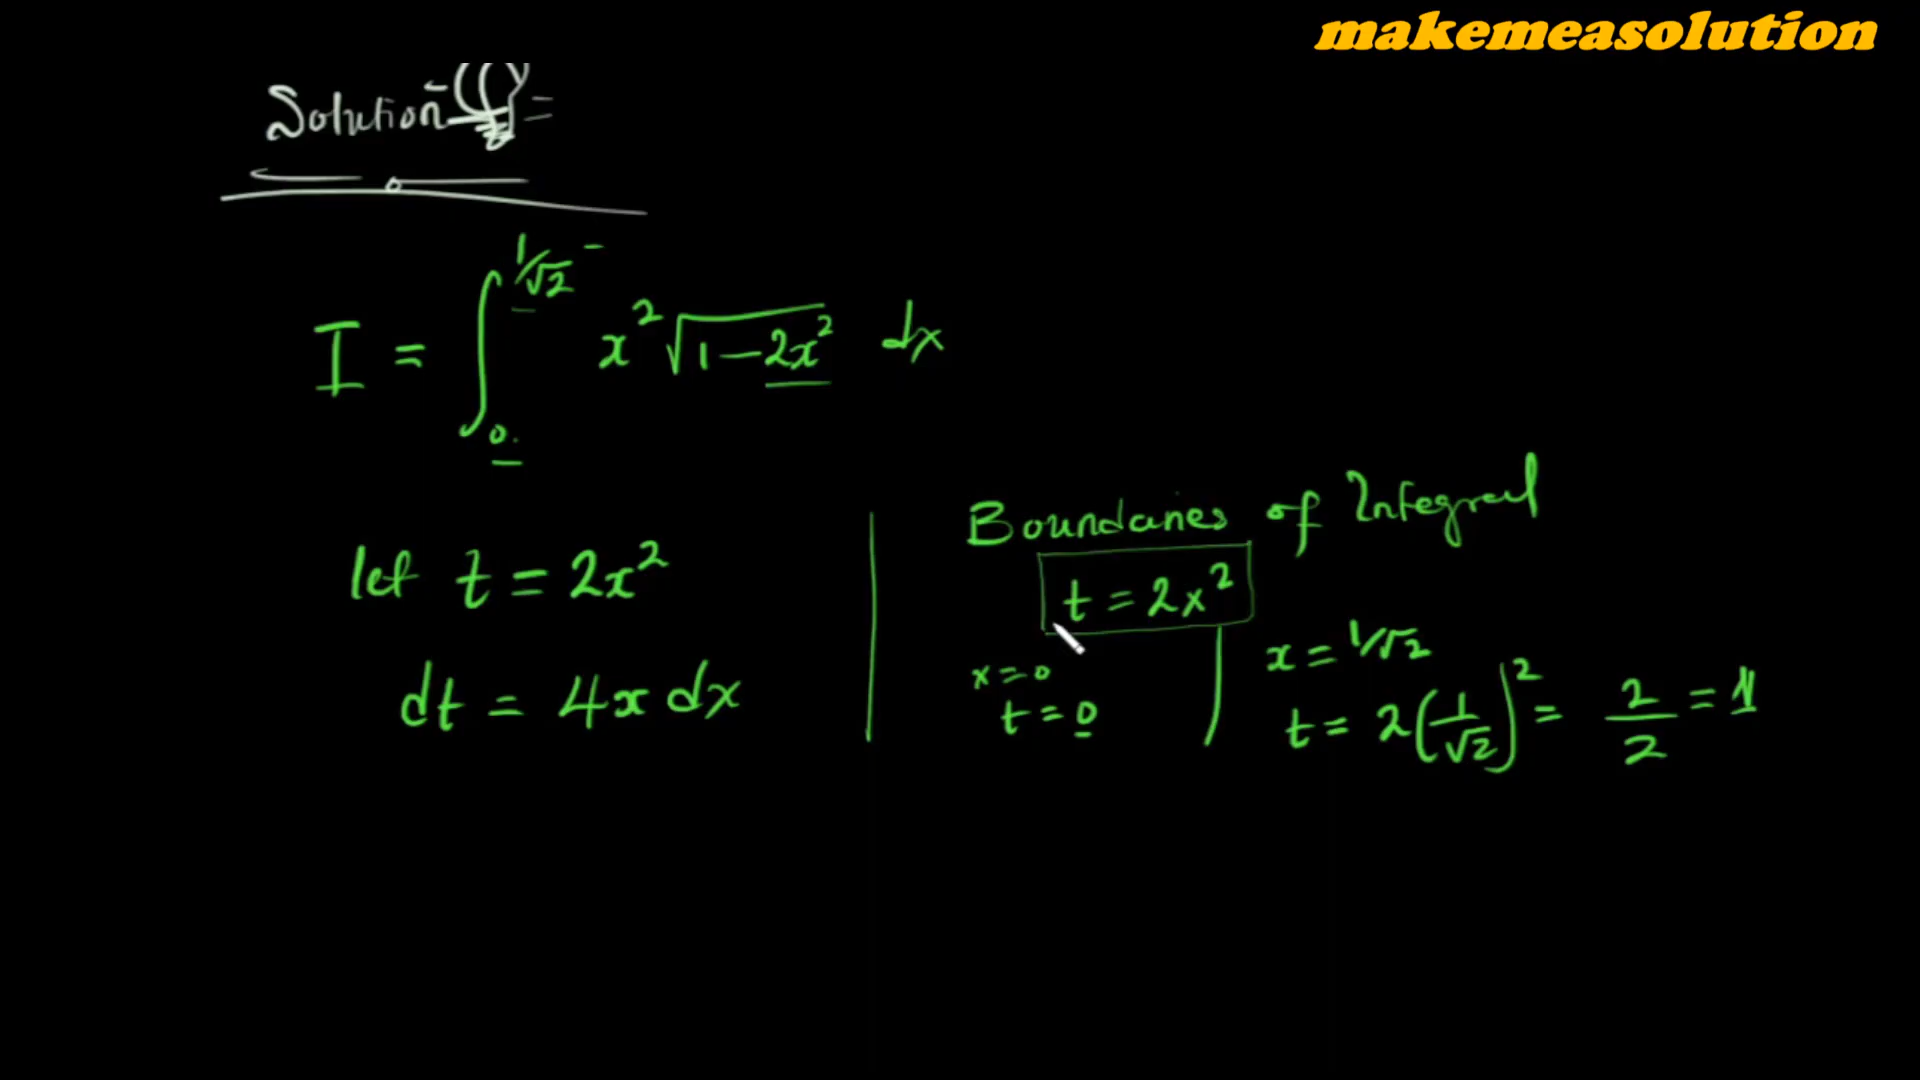 makemeasolution
Solution
I = ∫₀^{1/√2} x²√(1−2x²) dx
Boundaries of Integral
let t = 2x²
t = 2x²
dt = 4x dx
x = 0
t = 0
x = 1/√2
t = 2(1/√2)² = 2/2 = 1